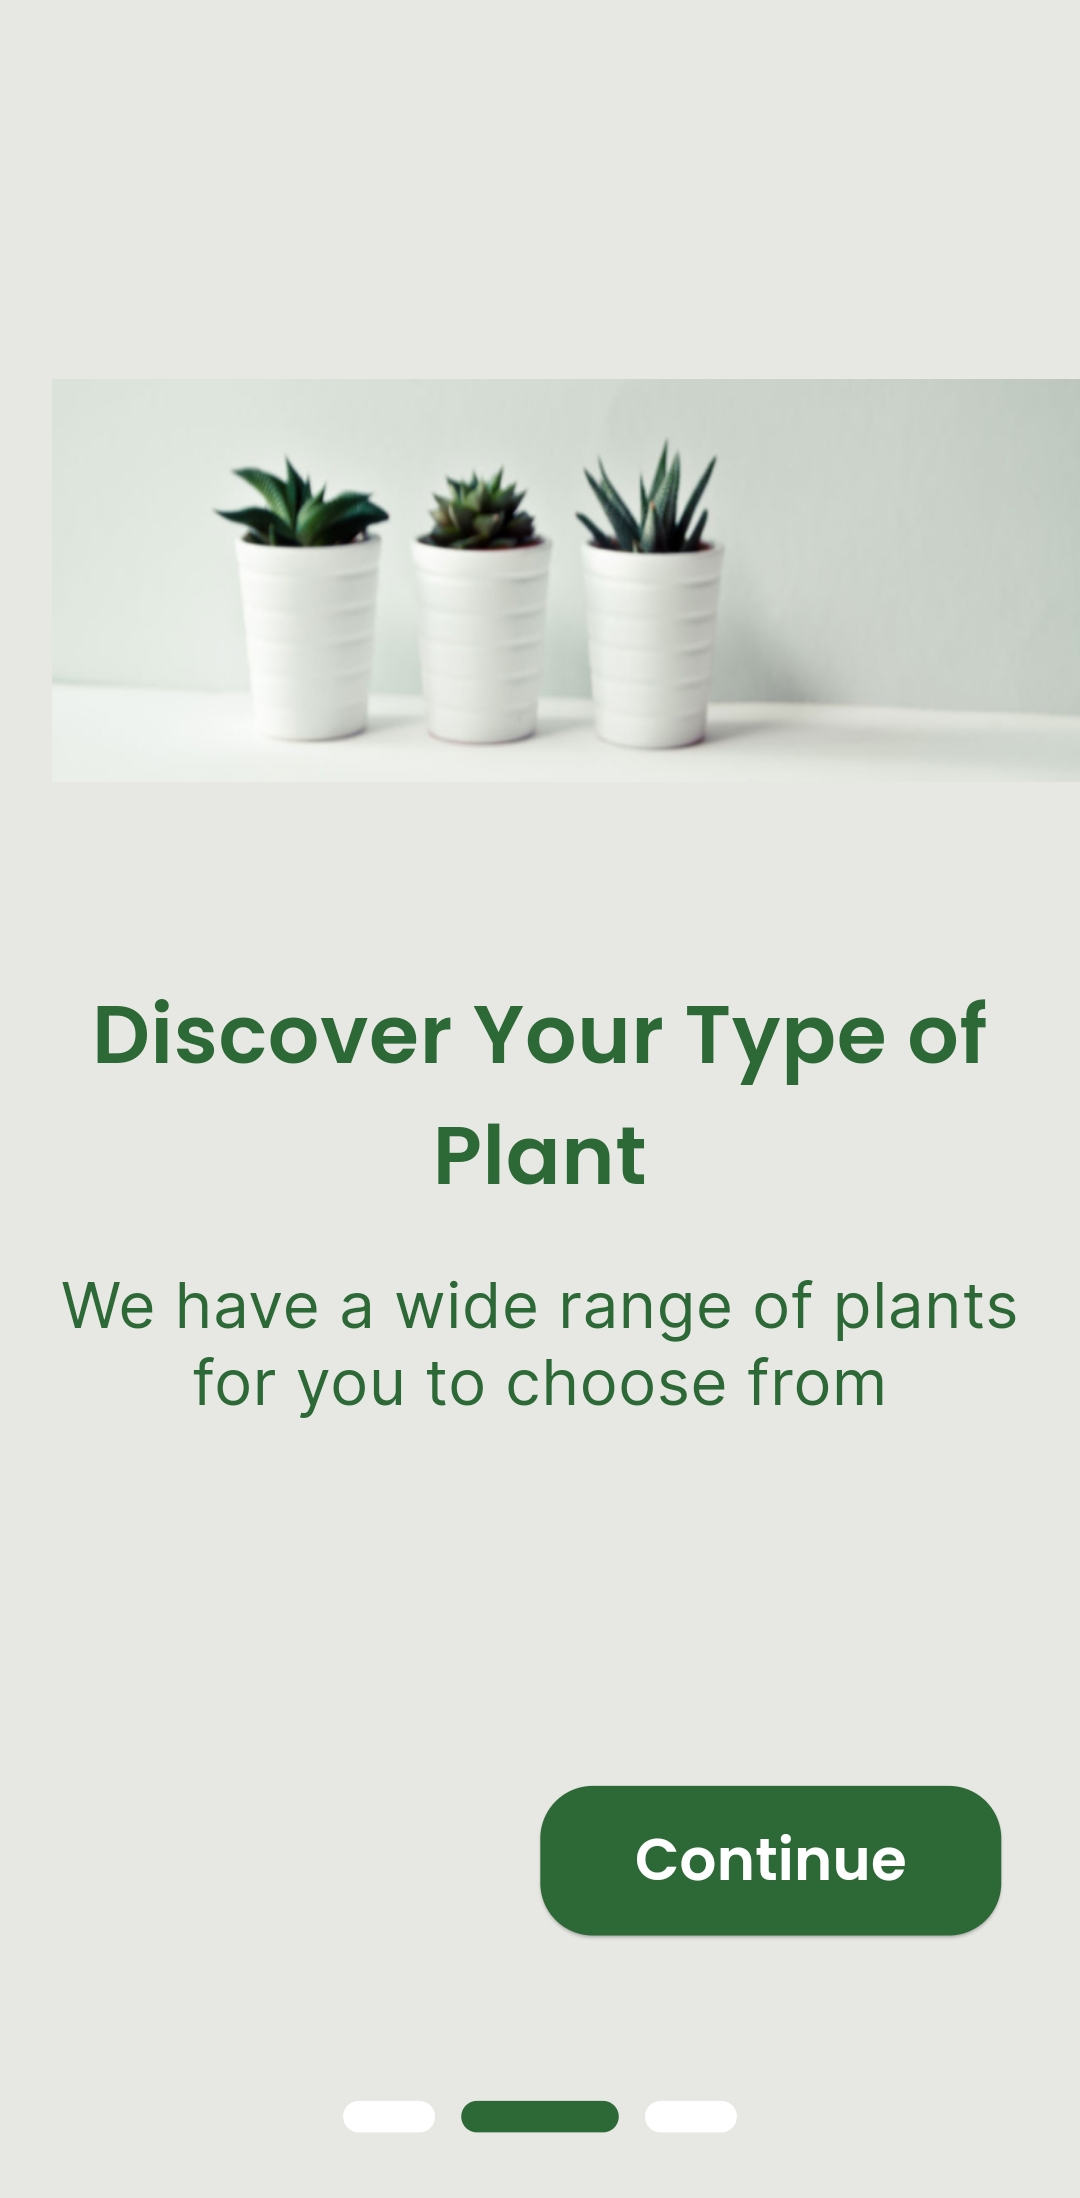 Discover Your Type of
Plant
We have a wide range of plants
for you to choose from
Continue